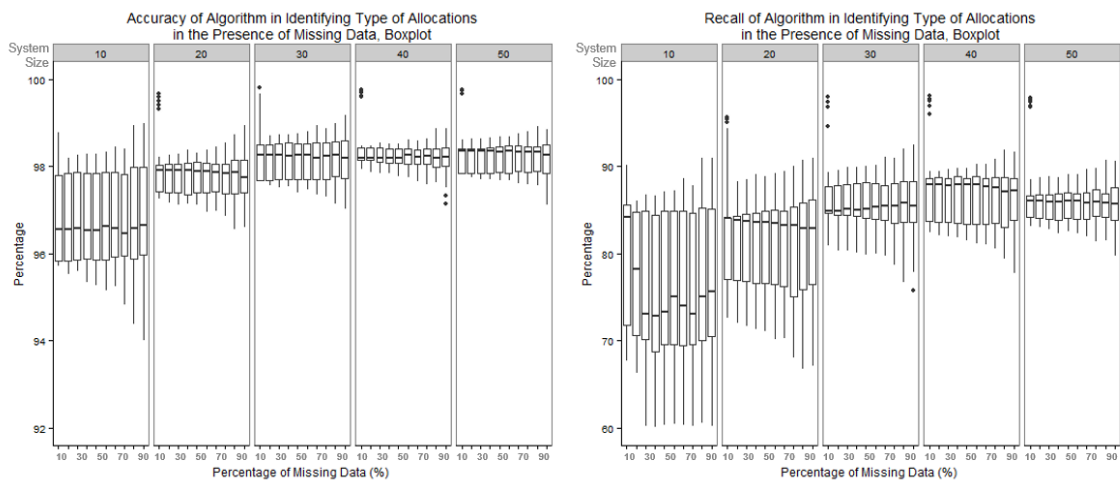 Accuracy of Algorithm in Identifying Type of Allocations
in the Presence of Missing Data, Boxplot
System
Size
10 20 30 40 50
100
98
96
94
92
Percentage
10 30 50 70 90 10 30 50 70 90 10 30 50 70 90 10 30 50 70 90 10 30 50 70 90
Percentage of Missing Data (%)
Recall of Algorithm in Identifying Type of Allocations
in the Presence of Missing Data, Boxplot
System
Size
10 20 30 40 50
100
90
80
70
60
Percentage
10 30 50 70 90 10 30 50 70 90 10 30 50 70 90 10 30 50 70 90 10 30 50 70 90
Percentage of Missing Data (%)